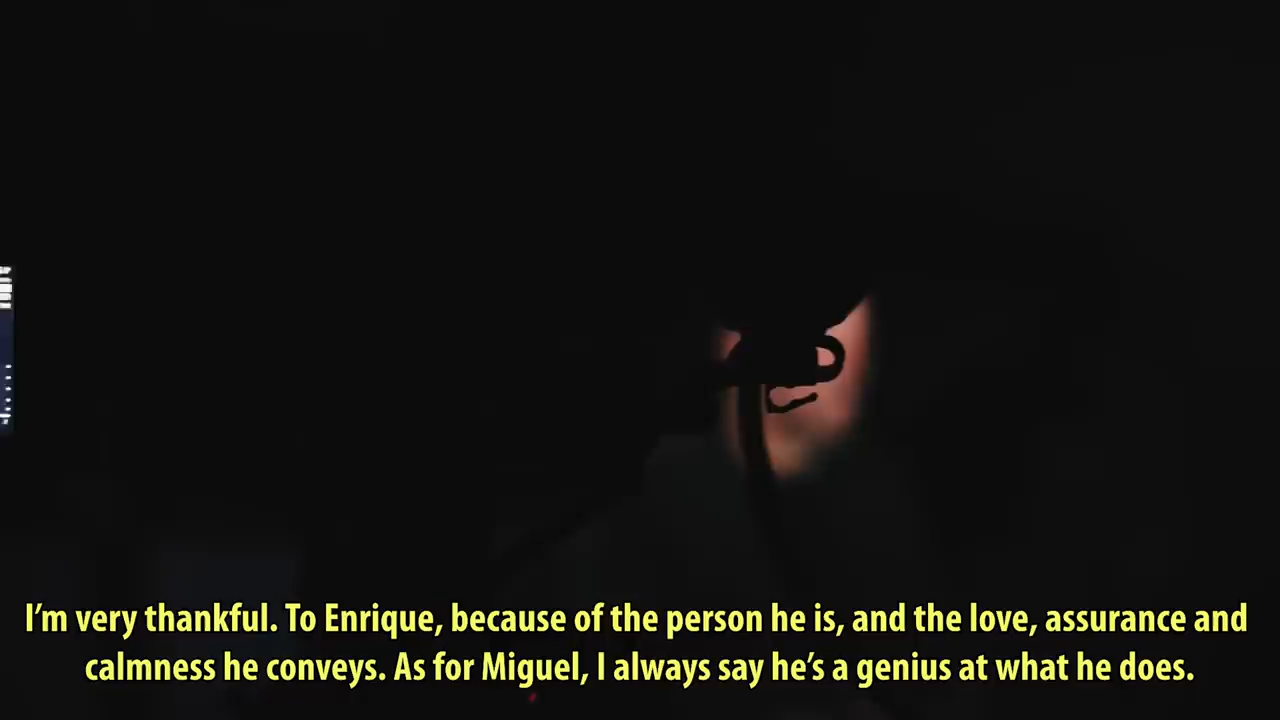 I'm very thankful. To Enrique, because of the person he is, and the love, assurance and
calmness he conveys. As for Miguel, I always say he's a genius at what he does.